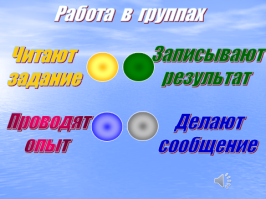 Работа в группах
Читают задание
Записывают результат
Проводят опыт
Делают сообщение